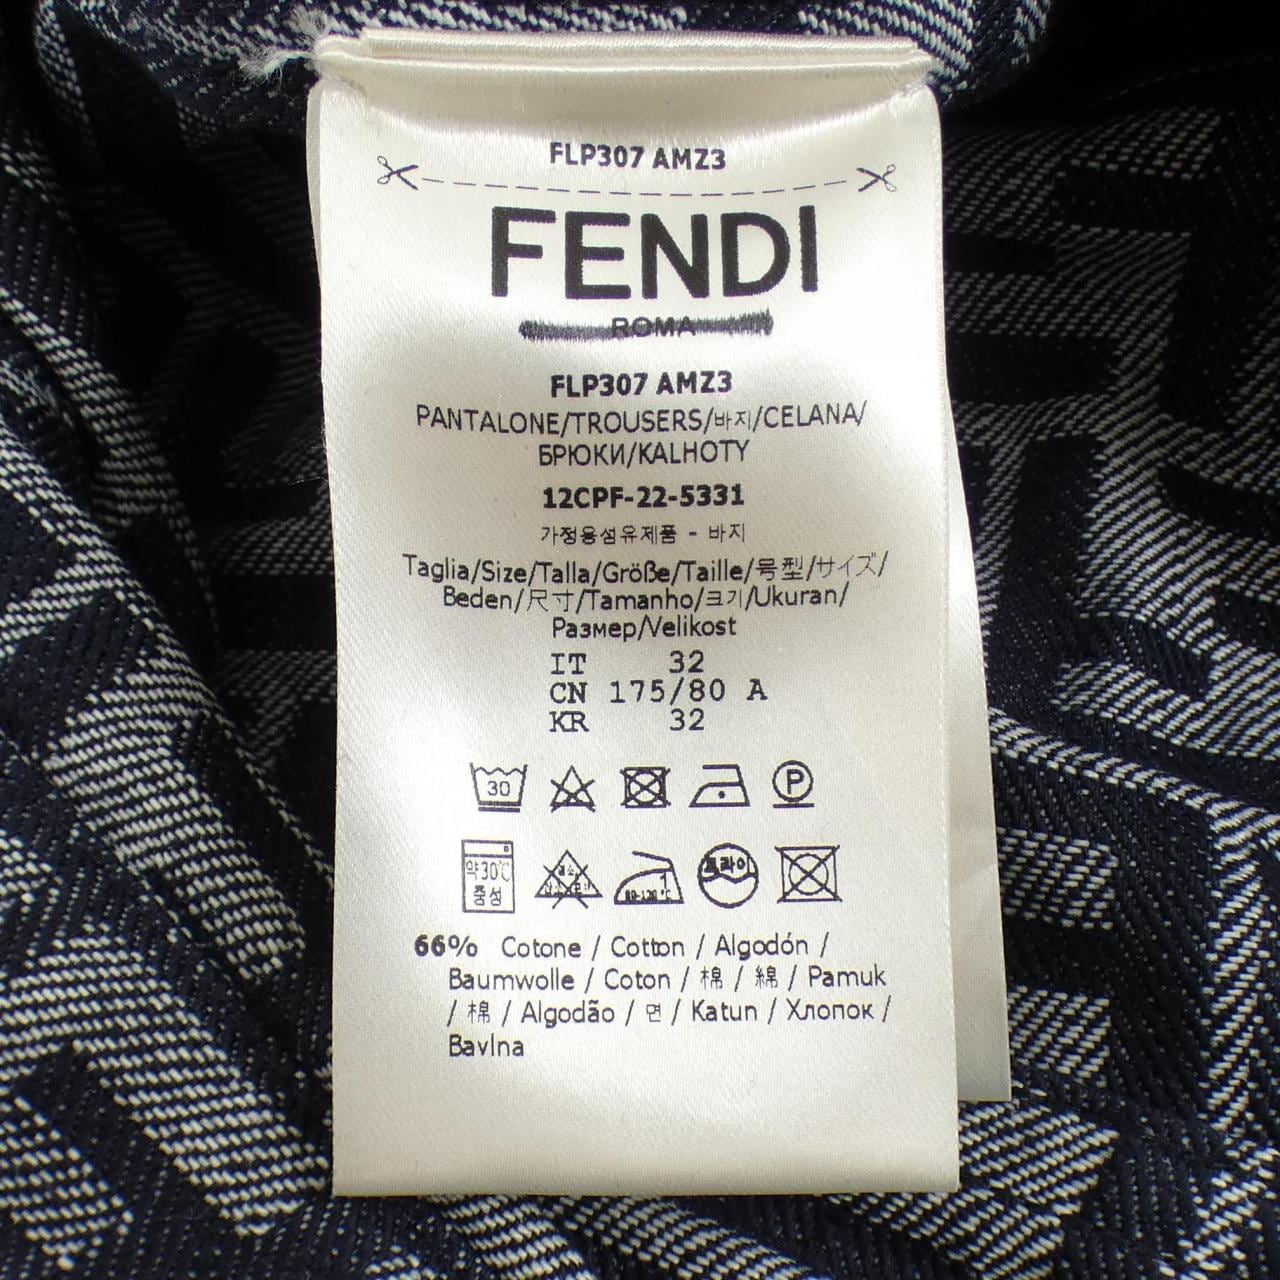 FLP307 AMZ3
FENDI
ROMA
FLP307 AMZ3
PANTALONE/TROUSERS/바지/CELANA/
БРЮКИ/KALHOTY
12CPF-22-5331
가정용섬유제품 - 바지
Taglia/Size/Talla/Größe/Taille/号型/サイズ/
Beden/尺寸/Tamanho/크기/Ukuran/
Размер/Velikost
IT 32
CN 175/80 A
KR 32
30 P
약30℃ 드라이
중성
66% Cotone / Cotton / Algodón /
Baumwolle / Coton / 棉 / 綿 / Pamuk
/ 棉 / Algodão / 면 / Katun / Хлопок /
Bavlna